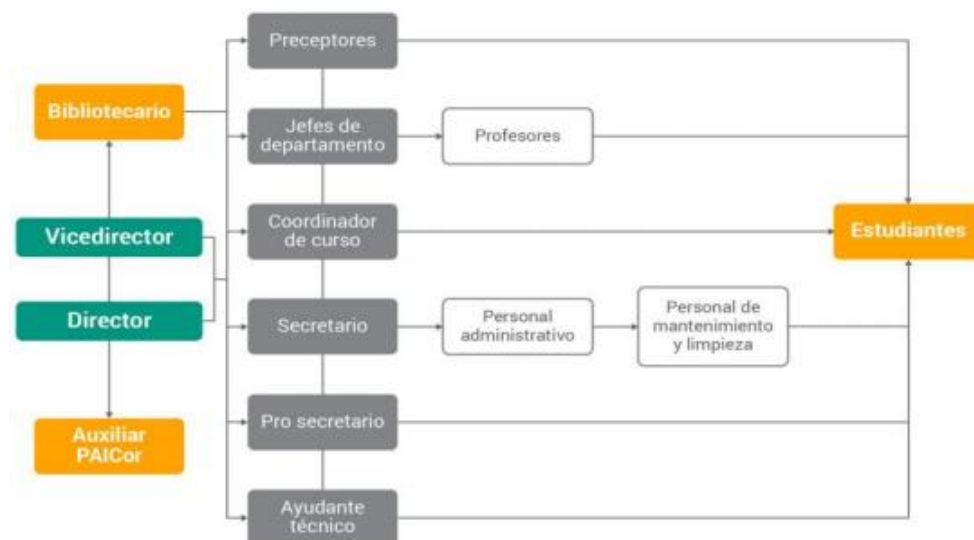 Preceptores
Bibliotecario
Jefes de
departamento
Profesores
Vicedirector
Coordinador
de curso
Estudiantes
Director
Secretario
Personal
administrativo
Personal de
mantenimiento
y limpieza
Auxiliar
PAICor
Pro secretario
Ayudante
técnico